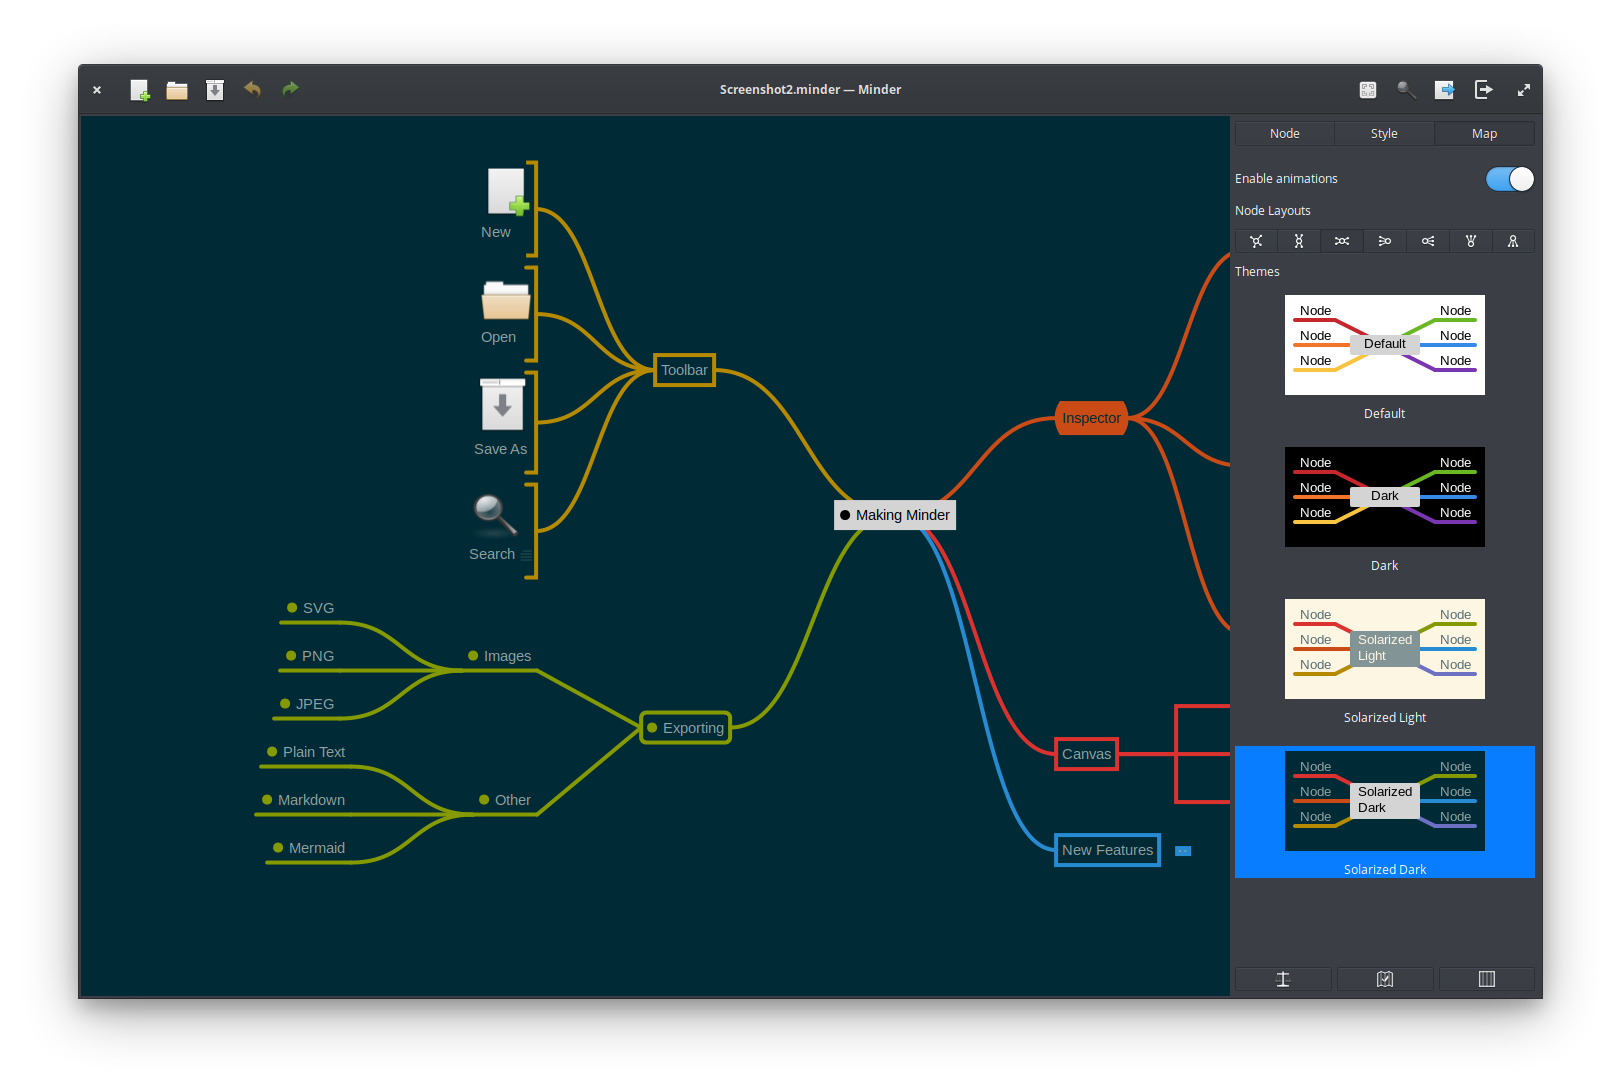 Screenshot2.minder — Minder
Node
Style
Map
Enable animations
Node Layouts
Themes
New
Open
Save As
Search
Toolbar
Inspector
Making Minder
SVG
PNG
JPEG
Images
Exporting
Plain Text
Markdown
Mermaid
Other
Canvas
New Features
Node
Node
Node
Default
Node
Node
Node
Default
Node
Node
Node
Dark
Node
Node
Node
Dark
Node
Node
Node
Solarized
Light
Node
Node
Node
Solarized Light
Node
Node
Node
Solarized
Dark
Node
Node
Node
Solarized Dark